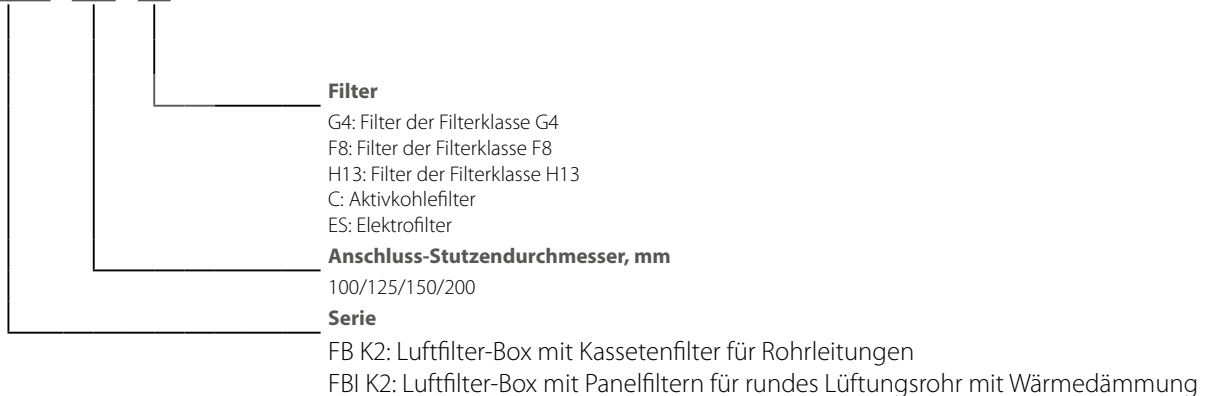 Filter
G4: Filter der Filterklasse G4
F8: Filter der Filterklasse F8
H13: Filter der Filterklasse H13
C: Aktivkohlefilter
ES: Elektrofilter
Anschluss-Stutzendurchmesser, mm
100/125/150/200
Serie
FB K2: Luftfilter-Box mit Kassetenfilter für Rohrleitungen
FBI K2: Luftfilter-Box mit Panelfiltern für rundes Lüftungsrohr mit Wärmedämmung